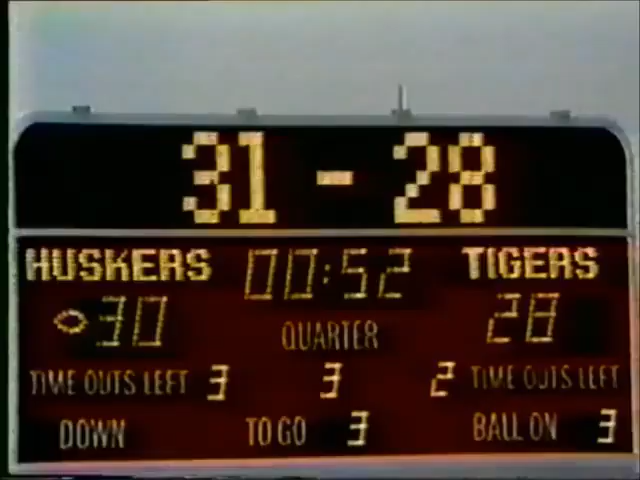 31 - 28
HUSKERS 00:52 TIGERS
30 QUARTER 28
TIME OUTS LEFT 3 3 2 TIME OUTS LEFT
DOWN TO GO 3 BALL ON 3